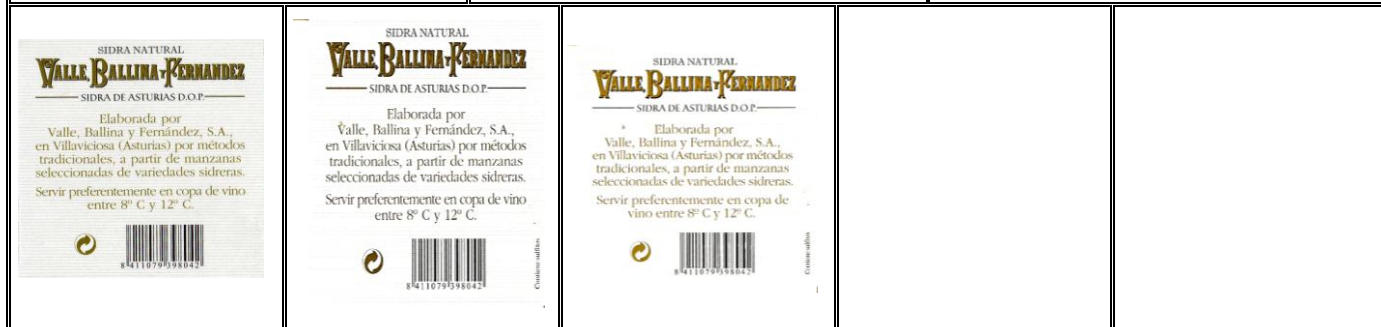 SIDRA NATURAL
VALLE, BALLINA Y FERNANDEZ
SIDRA DE ASTURIAS D.O.P.
Elaborada por
Valle, Ballina y Fernández, S.A.,
en Villaviciosa (Asturias) por métodos
tradicionales, a partir de manzanas
seleccionadas de variedades sidreras.
Servir preferentemente en copa de vino
entre 8º C y 12º C.
8 411079 398042
SIDRA NATURAL
VALLE, BALLINA Y FERNANDEZ
SIDRA DE ASTURIAS D.O.P.
Elaborada por
Valle, Ballina y Fernández, S.A.,
en Villaviciosa (Asturias) por métodos
tradicionales, a partir de manzanas
seleccionadas de variedades sidreras.
Servir preferentemente en copa de vino
entre 8º C y 12º C.
8 411079 398042
Contiene sulfitos
SIDRA NATURAL
VALLE, BALLINA Y FERNANDEZ
SIDRA DE ASTURIAS D.O.P.
Elaborada por
Valle, Ballina y Fernández, S.A.,
en Villaviciosa (Asturias) por métodos
tradicionales, a partir de manzanas
seleccionadas de variedades sidreras.
Servir preferentemente en copa de
vino entre 8º C y 12º C.
8 411079 398042
Contiene sulfitos